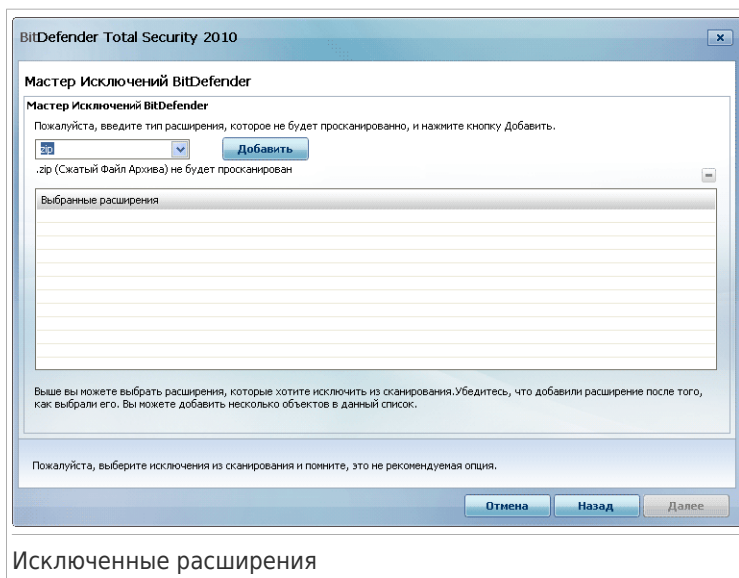 BitDefender Total Security 2010
Мастер Исключений BitDefender
Мастер Исключений BitDefender
Пожалуйста, введите тип расширения, которое не будет просканированно, и нажмите кнопку Добавить.
zip
Добавить
.zip (Сжатый Файл Архива) не будет просканирован
Выбранные расширения
Выше вы можете выбрать расширения, которые хотите исключить из сканирования.Убедитесь, что добавили расширение после того,
как выбрали его. Вы можете добавить несколько объектов в данный список.
Пожалуйста, выберите исключения из сканирования и помните, это не рекомендуемая опция.
Отмена
Назад
Далее
Исключенные расширения